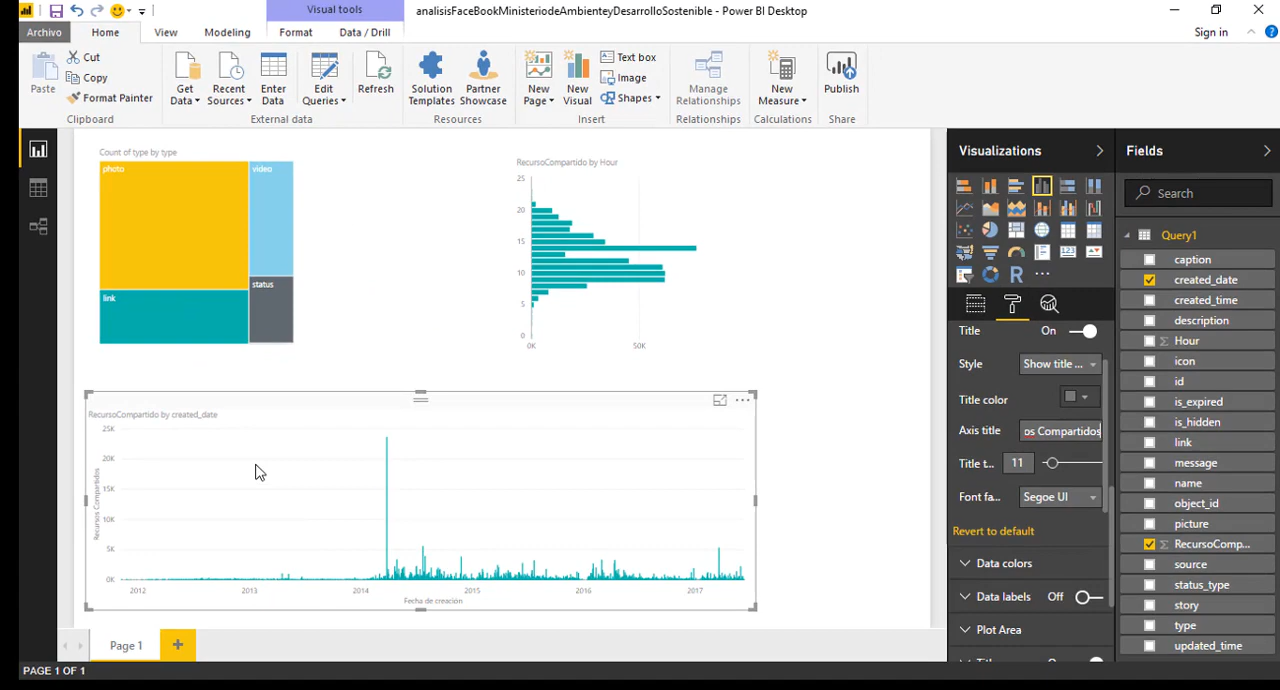 Visual tools
analisisFaceBookMinisteriodeAmbienteyDesarrolloSostenible - Power BI Desktop
Archivo Home View Modeling Format Data / Drill Sign in
Paste
Cut
Copy
Format Painter
Clipboard
Get Data
Recent Sources
Enter Data
Edit Queries
Refresh
External data
Solution Templates
Partner Showcase
Resources
New Page
New Visual
Text box
Image
Shapes
Insert
Manage Relationships
Relationships
New Measure
Calculations
Publish
Share
Count of type by type
photo
video
link
status
RecursoCompartido by Hour
25
20
15
10
5
0
0K 50K
RecursoCompartido by created_date
25K
20K
15K
10K
5K
0K
Recursos Compartidos
2012 2013 2014 2015 2016 2017
Fecha de creación
Visualizations
R
Title On
Style Show title ...
Title color
Axis title os Compartidos
Title t... 11
Font fa... Segoe UI
Revert to default
Data colors
Data labels Off
Plot Area
Fields
Search
Query1
caption
created_date
created_time
description
Hour
icon
id
is_expired
is_hidden
link
message
name
object_id
picture
RecursoComp...
source
status_type
story
type
updated_time
Page 1
PAGE 1 OF 1